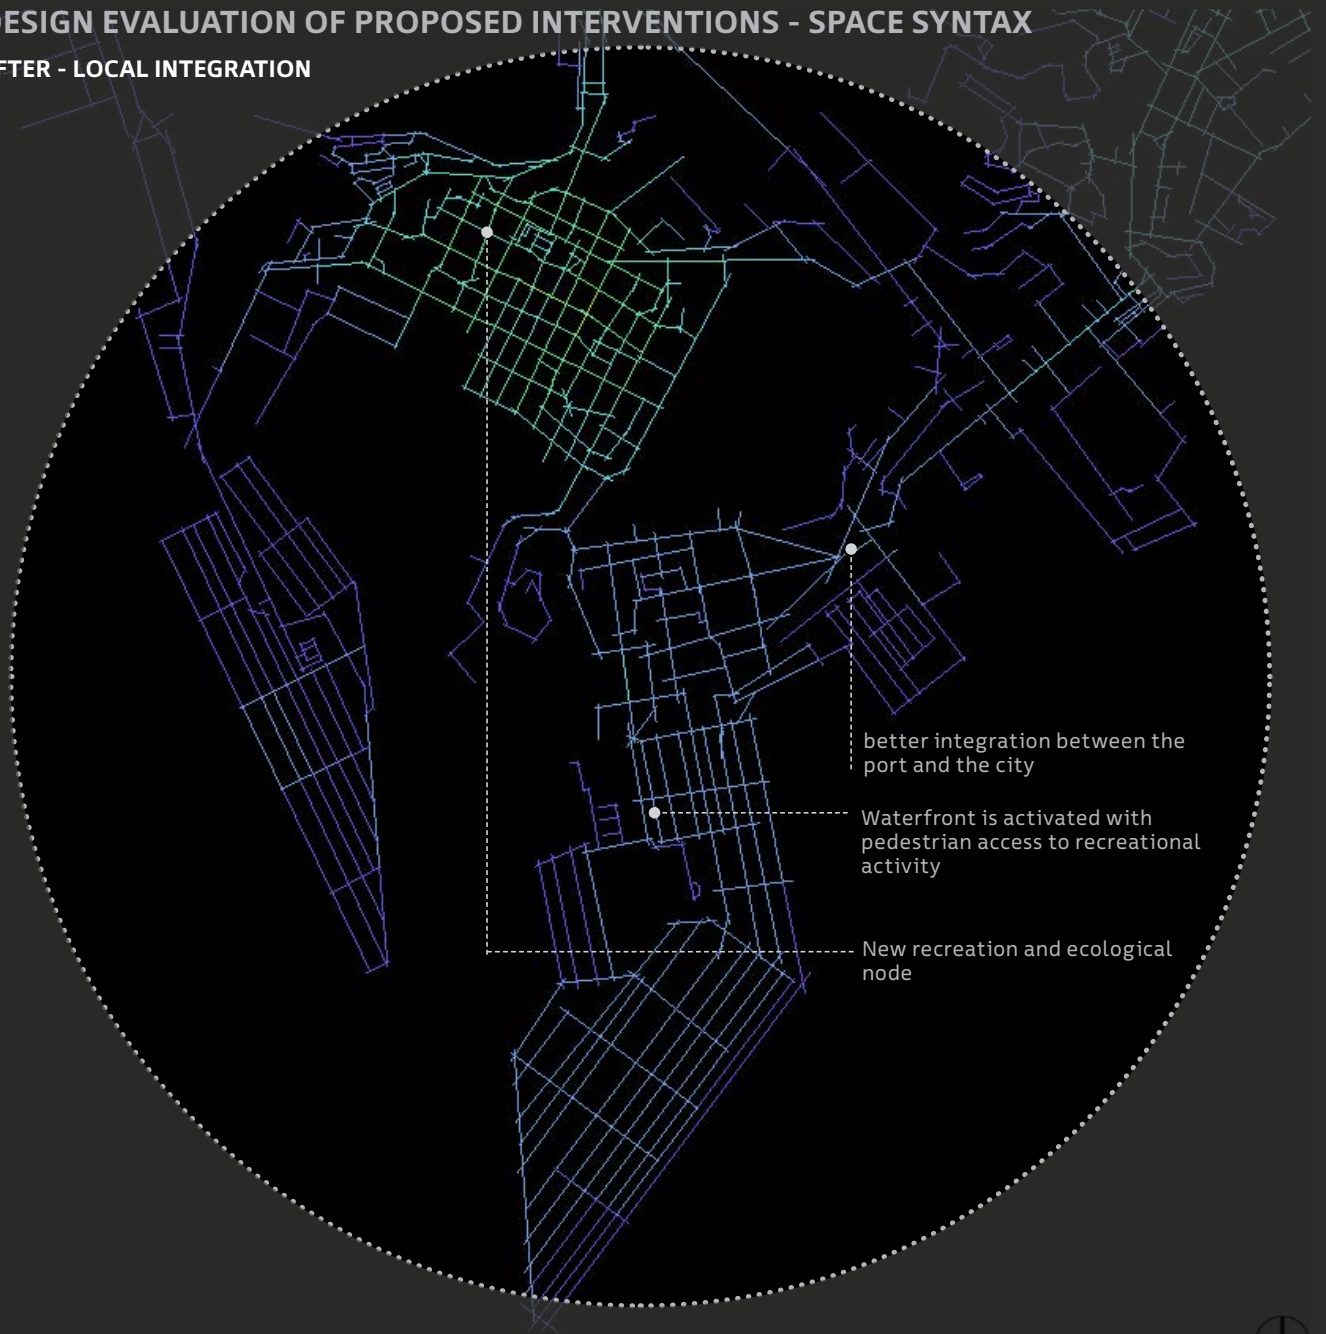 ESIGN EVALUATION OF PROPOSED INTERVENTIONS - SPACE SYNTAX
FTER - LOCAL INTEGRATION
better integration between the
port and the city
Waterfront is activated with
pedestrian access to recreational
activity
New recreation and ecological
node